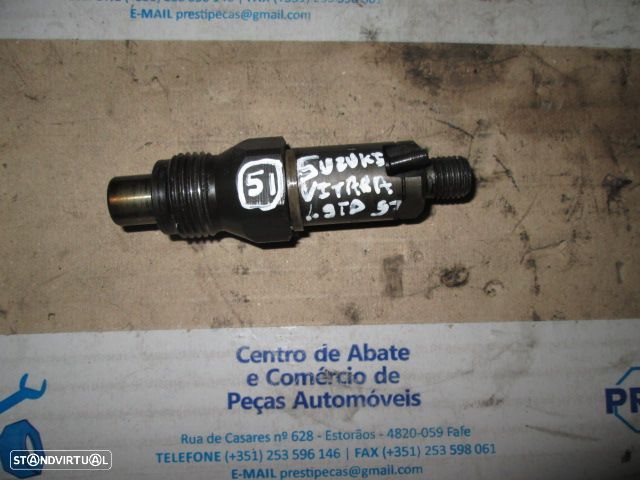 E-MAIL prestipecas@gmail.com
51
SUZUKI
VITARA
1.9TD 97
Centro de Abate
e Comércio de
Peças Automóveis
PR
Rua de Casares nº 628 - Estorãos - 4820-059 Fafe
TELEFONE (+351) 253 596 146 | FAX (+351) 253 598 061
E-MAIL prestipecas@gmail.com
STANDVIRTUAL